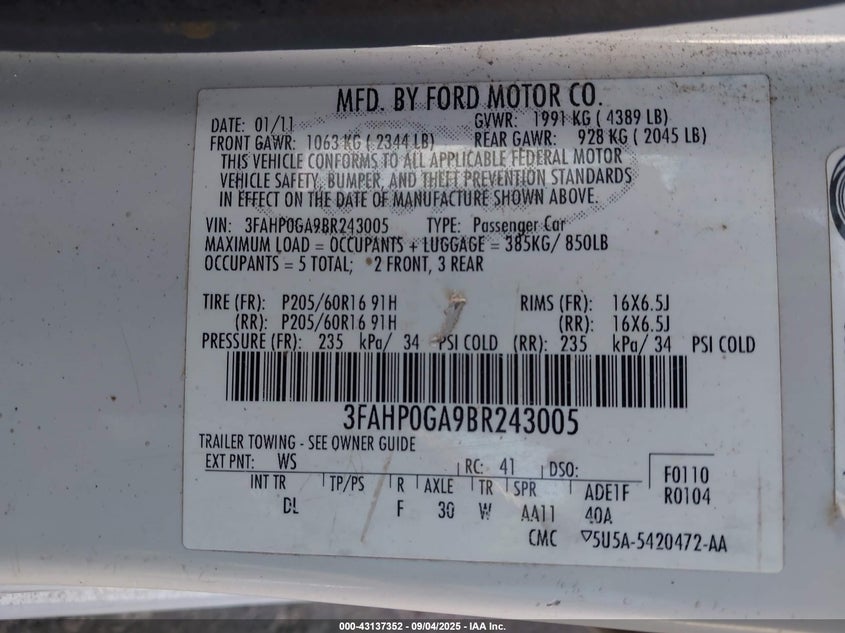 MFD. BY FORD MOTOR CO.
DATE: 01/11 GVWR: 1991 KG ( 4389 LB)
FRONT GAWR: 1063 KG ( 2344 LB) REAR GAWR: 928 KG ( 2045 LB)
THIS VEHICLE CONFORMS TO ALL APPLICABLE FEDERAL MOTOR
VEHICLE SAFETY, BUMPER, AND THEFT PREVENTION STANDARDS
IN EFFECT ON THE DATE OF MANUFACTURE SHOWN ABOVE.
VIN: 3FAHP0GA9BR243005 TYPE: Passenger Car
MAXIMUM LOAD = OCCUPANTS + LUGGAGE = 385KG/ 850LB
OCCUPANTS = 5 TOTAL; 2 FRONT, 3 REAR
TIRE (FR): P205/60R16 91H RIMS (FR): 16X6.5J
(RR): P205/60R16 91H (RR): 16X6.5J
PRESSURE (FR): 235 kPa/ 34 PSI COLD (RR): 235 kPa/ 34 PSI COLD
3FAHP0GA9BR243005
TRAILER TOWING - SEE OWNER GUIDE
EXT PNT: WS RC: 41 DSO: F0110
R0104
INT TR TP/PS R AXLE TR SPR ADE1F
DL F 30 W AA11 40A
CMC ▽5U5A-5420472-AA
000-43137352 - 09/04/2025 - IAA Inc.